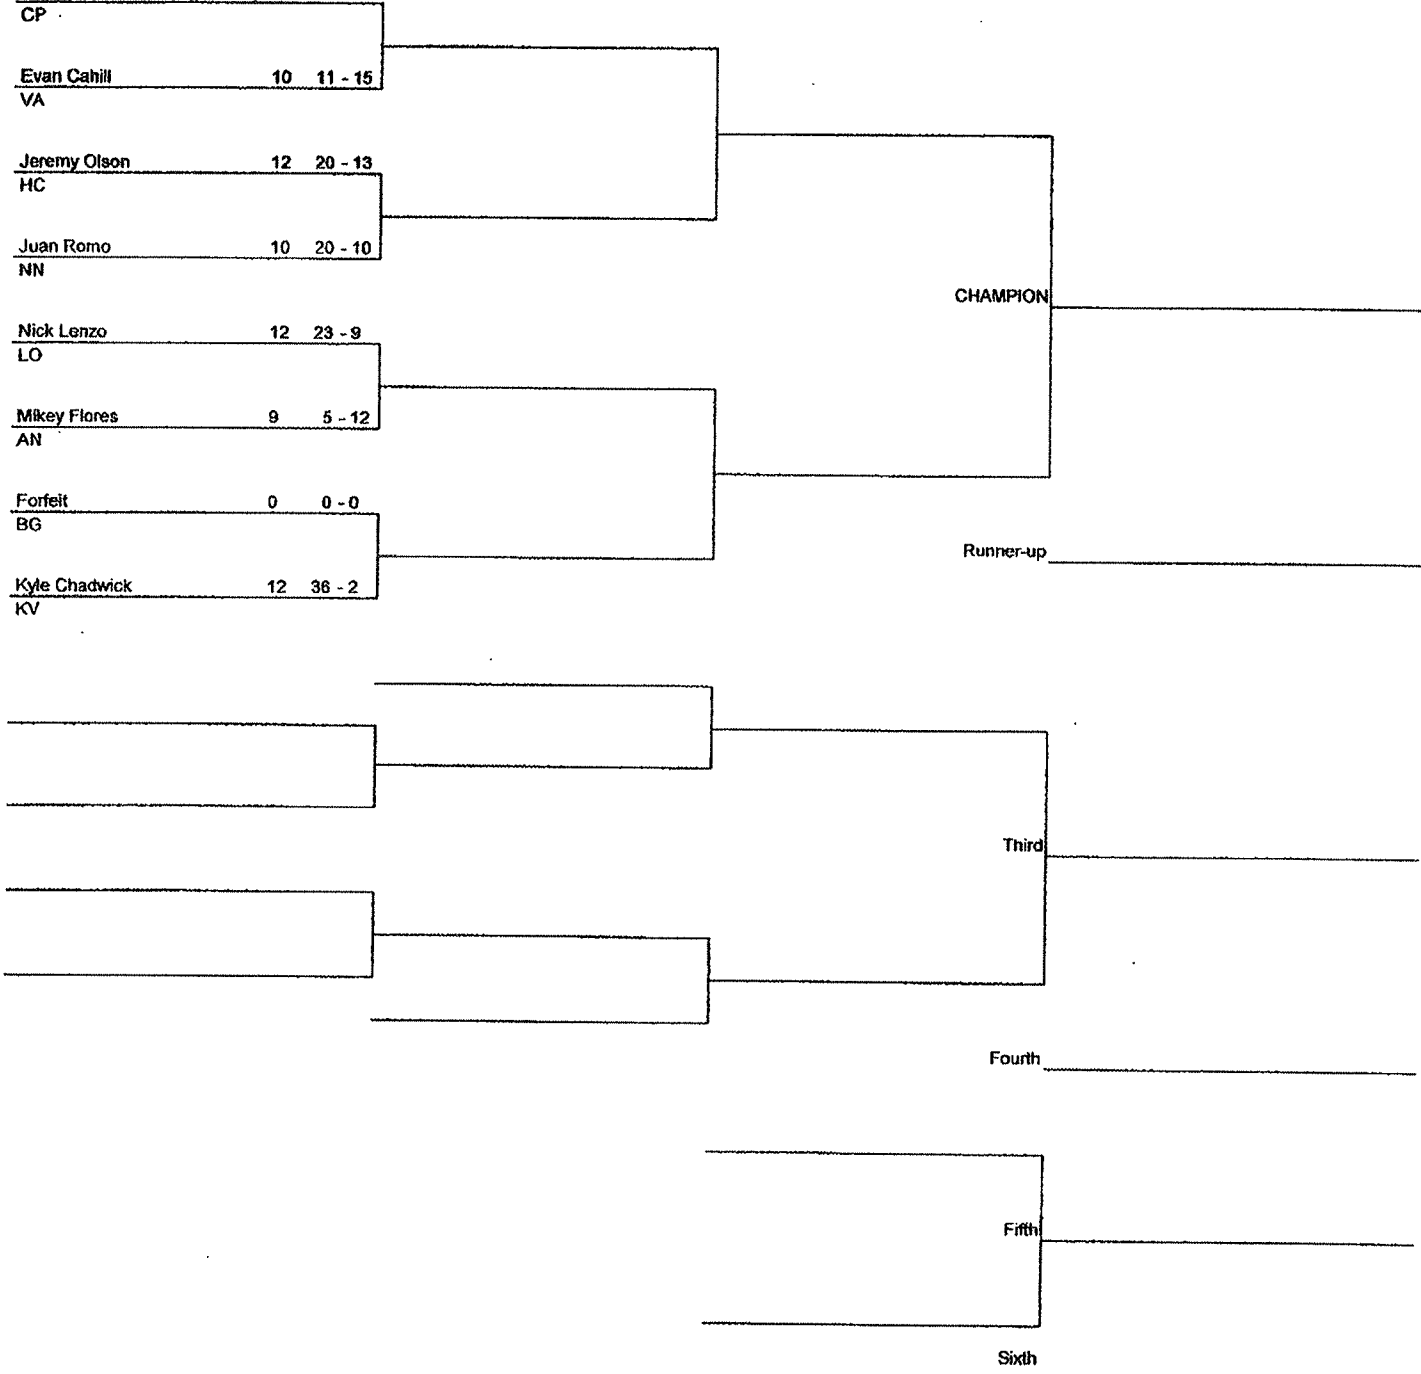 CP
Evan Cahill 10 11 - 15
VA
Jeremy Olson 12 20 - 13
HC
Juan Romo 10 20 - 10
NN
CHAMPION
Nick Lenzo 12 23 - 9
LO
Mikey Flores 9 5 - 12
AN
Forfeit 0 0 - 0
BG
Runner-up
Kyle Chadwick 12 36 - 2
KV
Third
Fourth
Fifth
Sixth